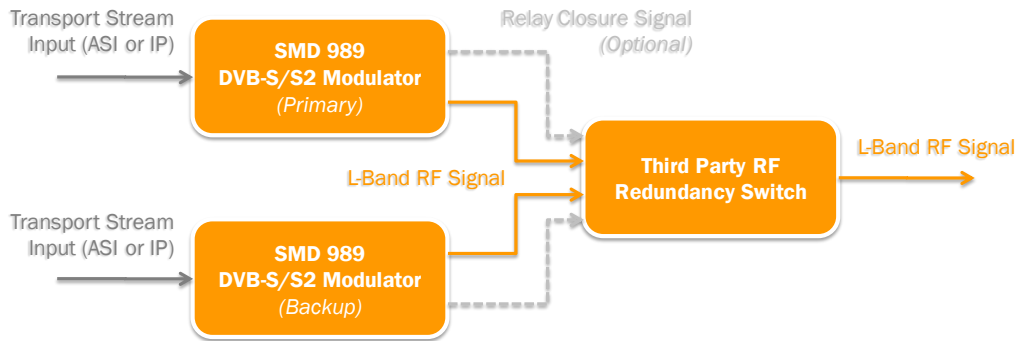 Transport Stream
Input (ASI or IP)
SMD 989
DVB-S/S2 Modulator
(Primary)
Relay Closure Signal
(Optional)
L-Band RF Signal
Third Party RF
Redundancy Switch
L-Band RF Signal
Transport Stream
Input (ASI or IP)
SMD 989
DVB-S/S2 Modulator
(Backup)